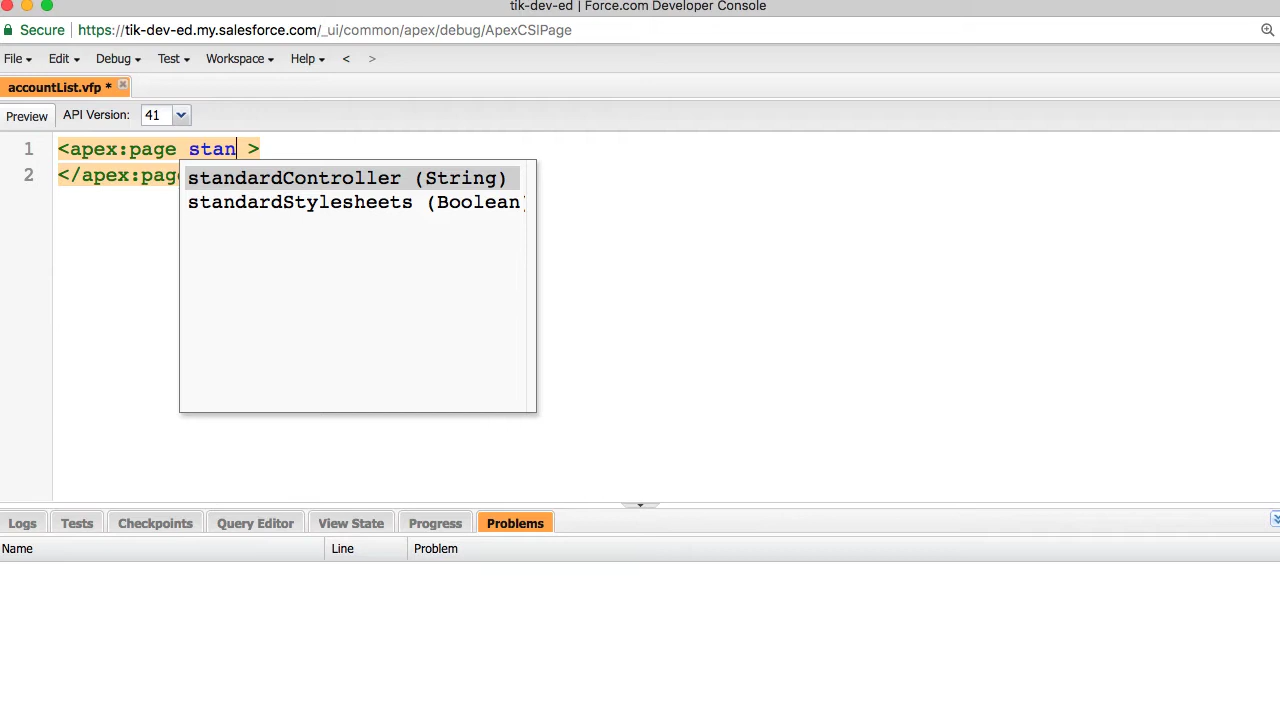 tik-dev-ed | Force.com Developer Console
Secure | https://tik-dev-ed.my.salesforce.com/_ui/common/apex/debug/ApexCSIPage
File Edit Debug Test Workspace Help < >
accountList.vfp *
Preview API Version: 41
1 <apex:page stan >
2 </apex:page
standardController (String)
standardStylesheets (Boolean)
Logs Tests Checkpoints Query Editor View State Progress Problems
Name Line Problem